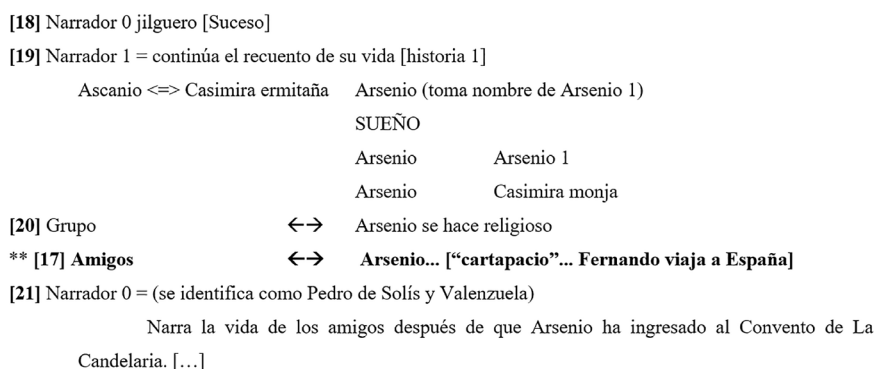 [18] Narrador 0 jilguero [Suceso]
[19] Narrador 1 = continúa el recuento de su vida [historia 1]
Ascanio <=> Casimira ermitaña Arsenio (toma nombre de Arsenio 1)
SUEÑO
Arsenio Arsenio 1
Arsenio Casimira monja
[20] Grupo ←→ Arsenio se hace religioso
** [17] Amigos ←→ Arsenio... [“cartapacio”... Fernando viaja a España]
[21] Narrador 0 = (se identifica como Pedro de Solís y Valenzuela)
Narra la vida de los amigos después de que Arsenio ha ingresado al Convento de La
Candelaria. […]